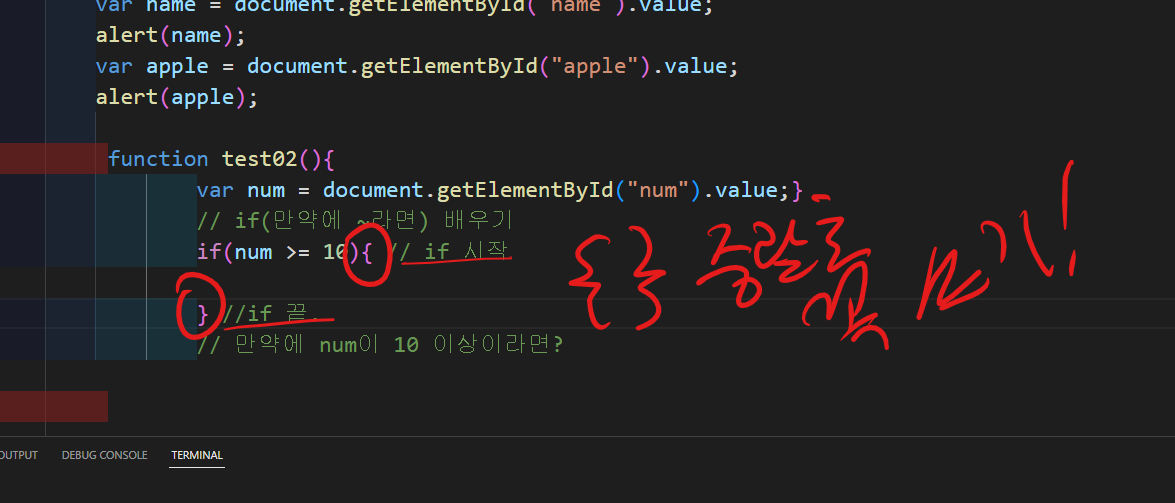 var name = document.getElementById("name").value;
alert(name);
var apple = document.getElementById("apple").value;
alert(apple);
function test02(){
var num = document.getElementById("num").value;}
// if(만약에 ~라면) 배우기
if(num >= 10){ // if 시작
{} 중괄호
꼭 쓰기!
} //if 끝.
// 만약에 num이 10 이상이라면?
OUTPUT DEBUG CONSOLE TERMINAL